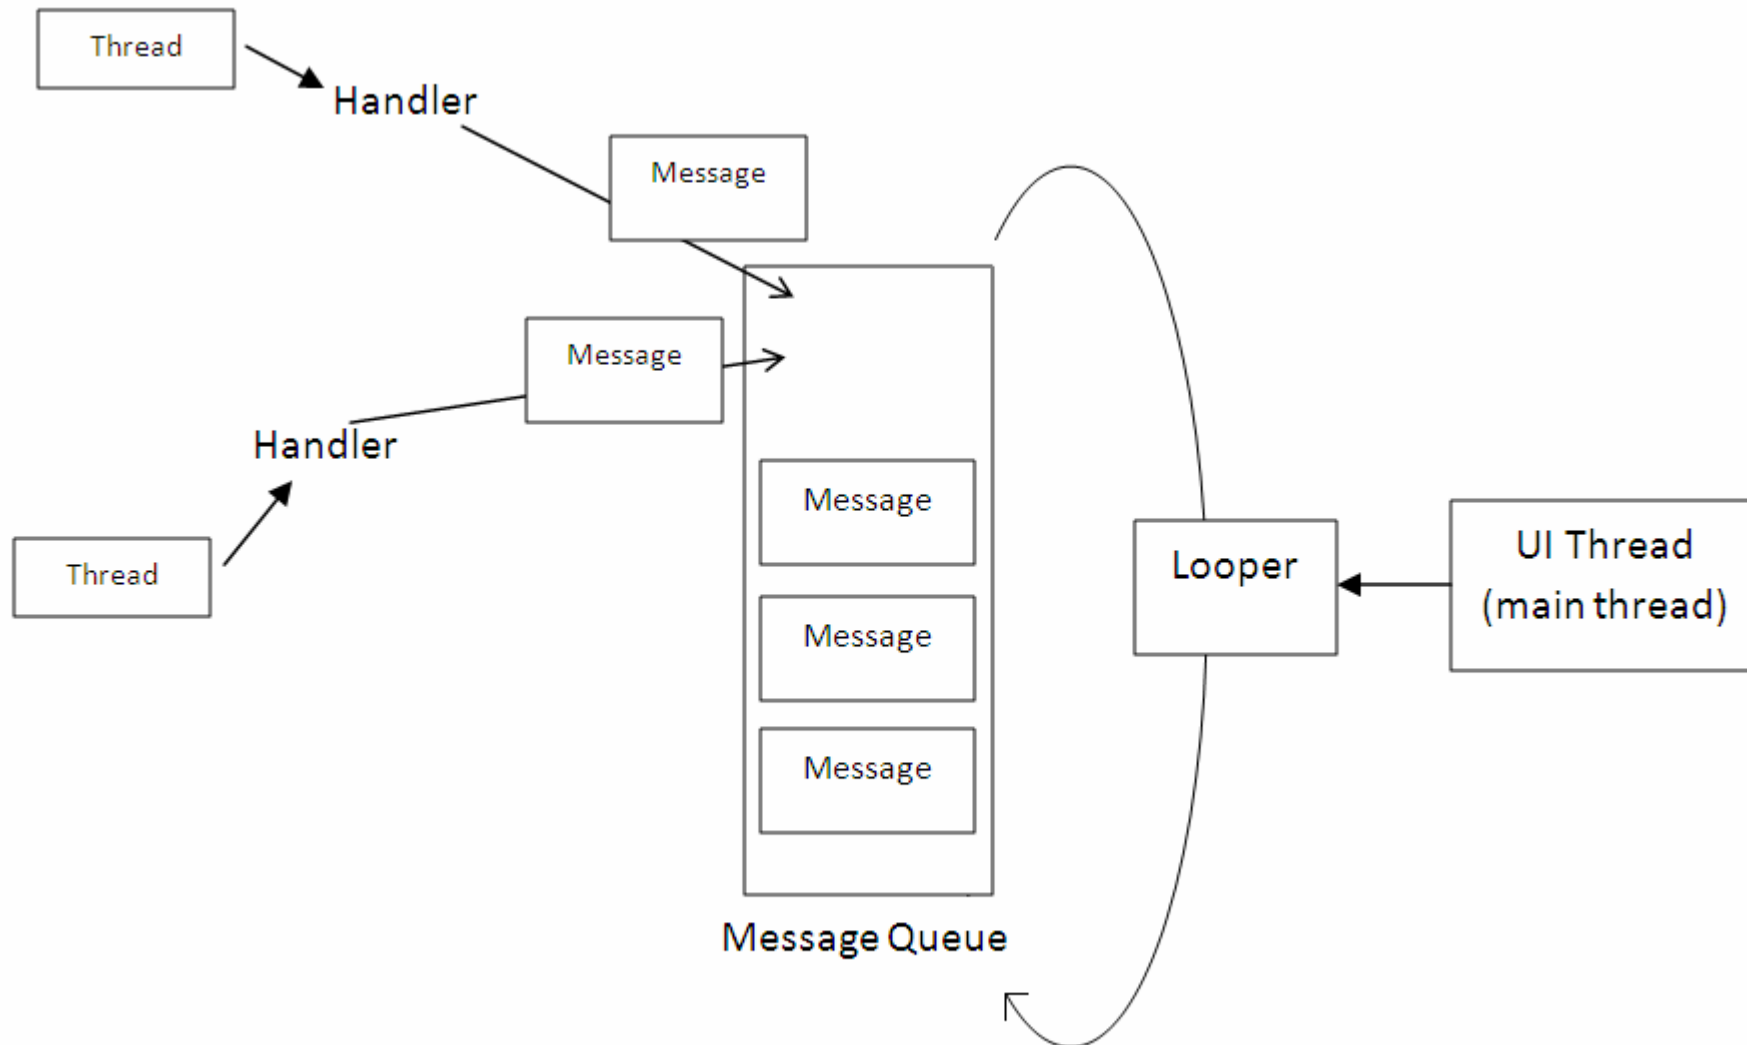 Thread
Handler
Message
Message
Handler
Thread
Message
Message
Message
Message Queue
Looper
UI Thread
(main thread)